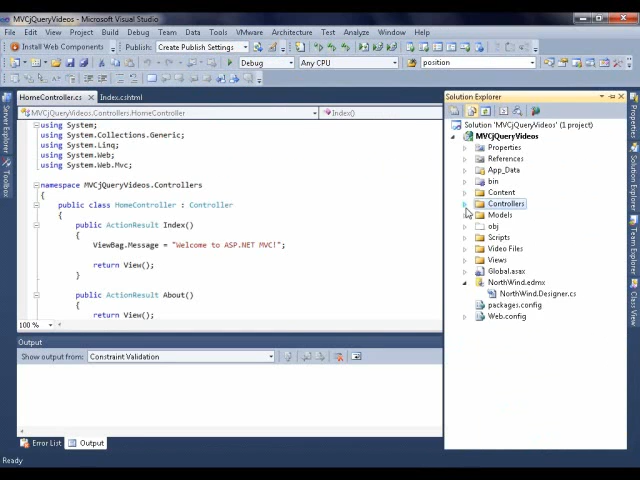 MVCjQueryVideos - Microsoft Visual Studio
File Edit View Project Build Debug Team Data Tools VMware Architecture Test Analyze Window Help
Install Web Components Publish: Create Publish Settings
Debug Any CPU position
HomeController.cs Index.cshtml
MVCjQueryVideos.Controllers.HomeController Index()
using System;
using System.Collections.Generic;
using System.Linq;
using System.Web;
using System.Web.Mvc;
namespace MVCjQueryVideos.Controllers
{
public class HomeController : Controller
{
public ActionResult Index()
{
ViewBag.Message = "Welcome to ASP.NET MVC!";
return View();
}
public ActionResult About()
{
return View();
100 %
Output
Show output from: Constraint Validation
Error List Output
Ready
Server Explorer
Toolbox
Solution Explorer
Solution 'MVCjQueryVideos' (1 project)
MVCjQueryVideos
Properties
References
App_Data
bin
Content
Controllers
Models
obj
Scripts
Video Files
Views
Global.asax
NorthWind.edmx
NorthWind.Designer.cs
packages.config
Web.config
Properties
Solution Explorer
Team Explorer
Class View